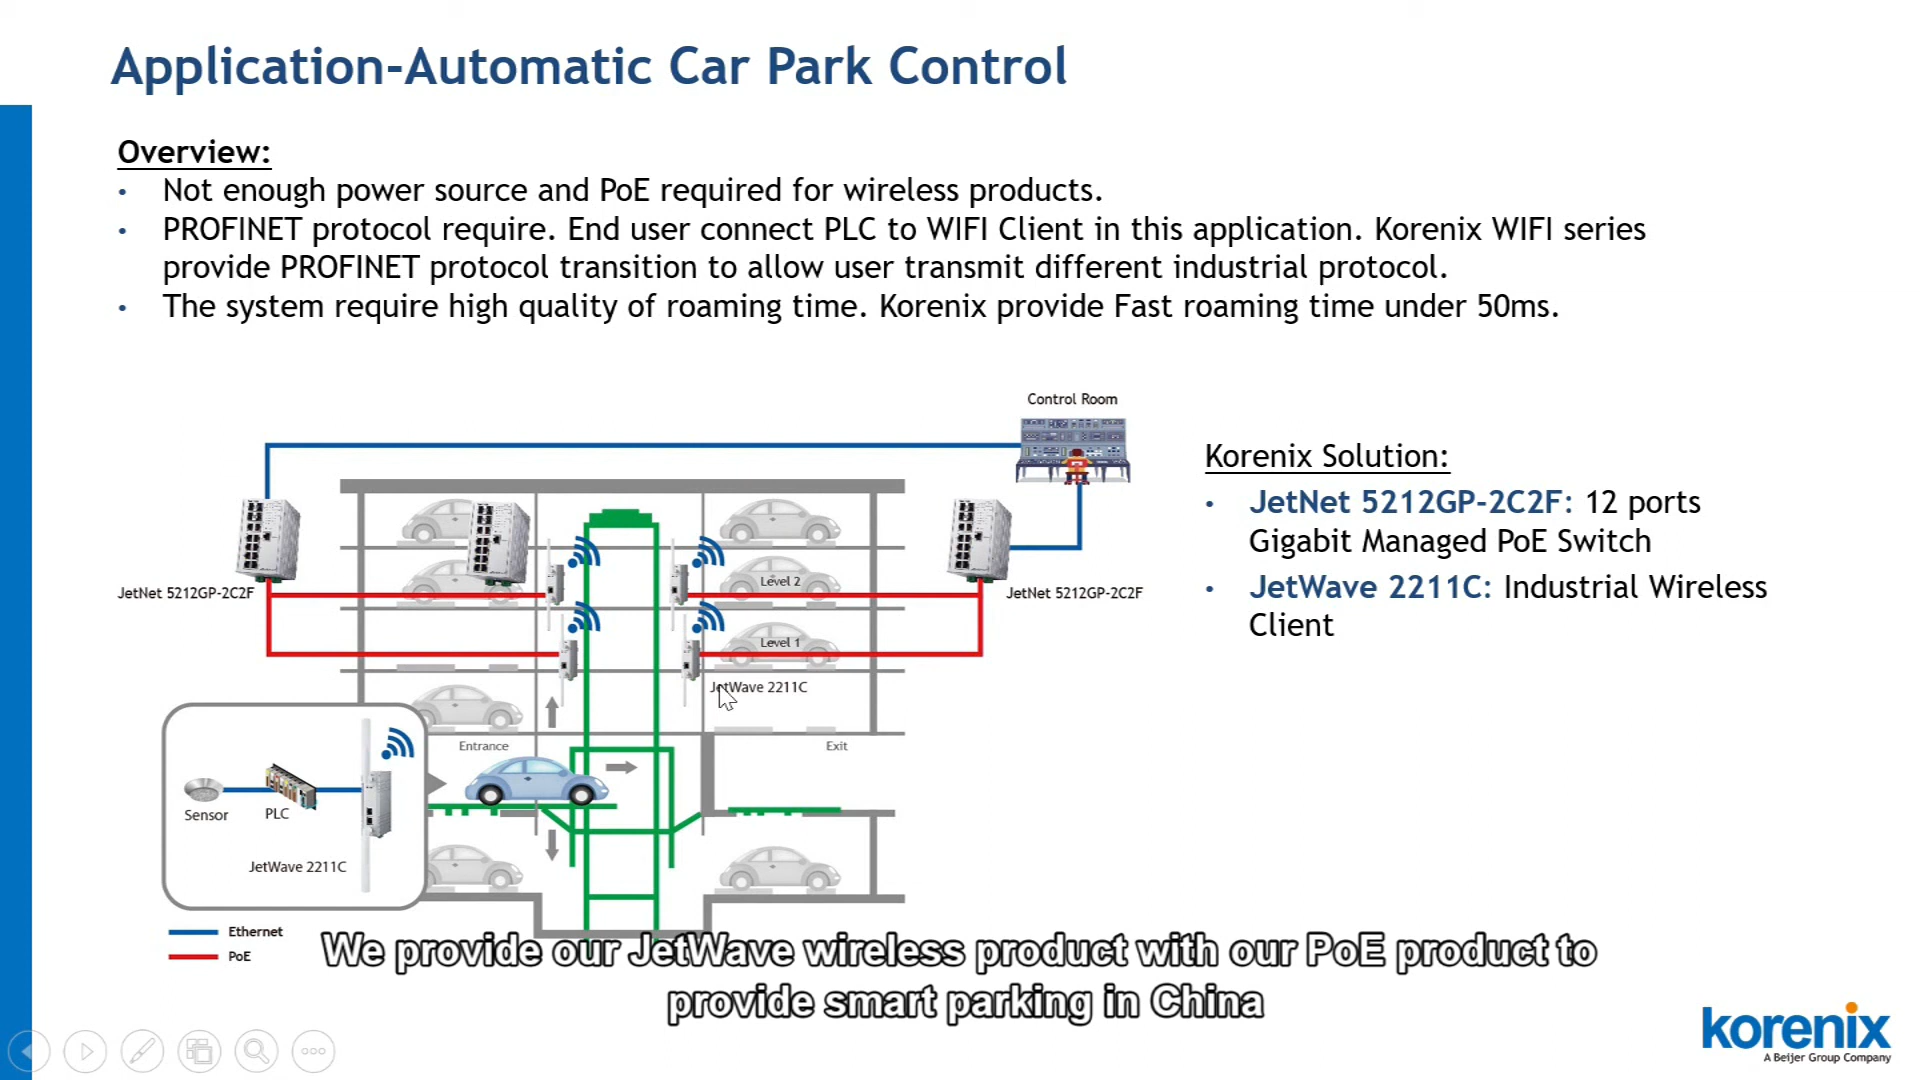 Application-Automatic Car Park Control
Overview:
• Not enough power source and PoE required for wireless products.
• PROFINET protocol require. End user connect PLC to WIFI Client in this application. Korenix WIFI series
provide PROFINET protocol transition to allow user transmit different industrial protocol.
• The system require high quality of roaming time. Korenix provide Fast roaming time under 50ms.
Control Room
Korenix Solution:
• JetNet 5212GP-2C2F: 12 ports
Gigabit Managed PoE Switch
• JetWave 2211C: Industrial Wireless
Client
JetNet 5212GP-2C2F
Level 2
JetNet 5212GP-2C2F
Level 1
JetWave 2211C
Entrance
Exit
Sensor
PLC
JetWave 2211C
Ethernet
PoE
We provide our JetWave wireless product with our PoE product to
provide smart parking in China
korenix
A Beijer Group Company